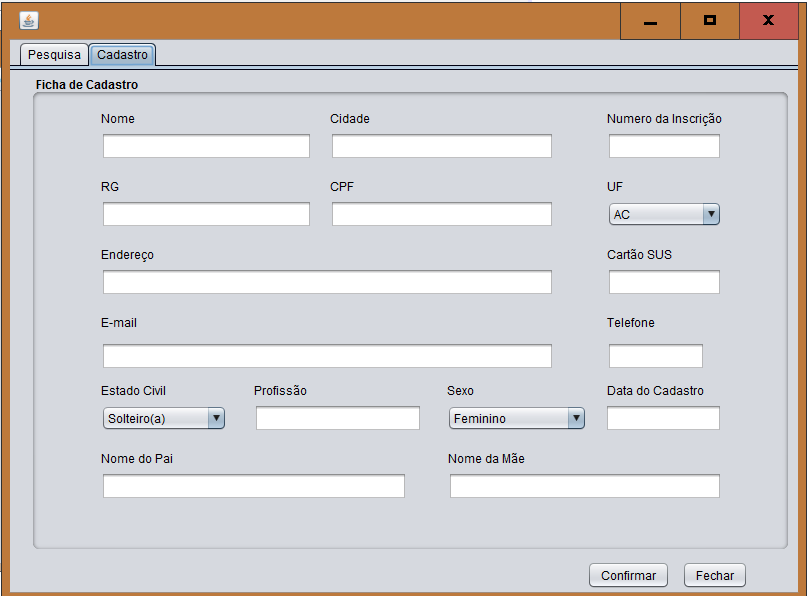 Pesquisa Cadastro
Ficha de Cadastro
Nome Cidade Numero da Inscrição
RG CPF UF
AC
Endereço Cartão SUS
E-mail Telefone
Estado Civil Profissão Sexo Data do Cadastro
Solteiro(a) Feminino
Nome do Pai Nome da Mãe
Confirmar Fechar